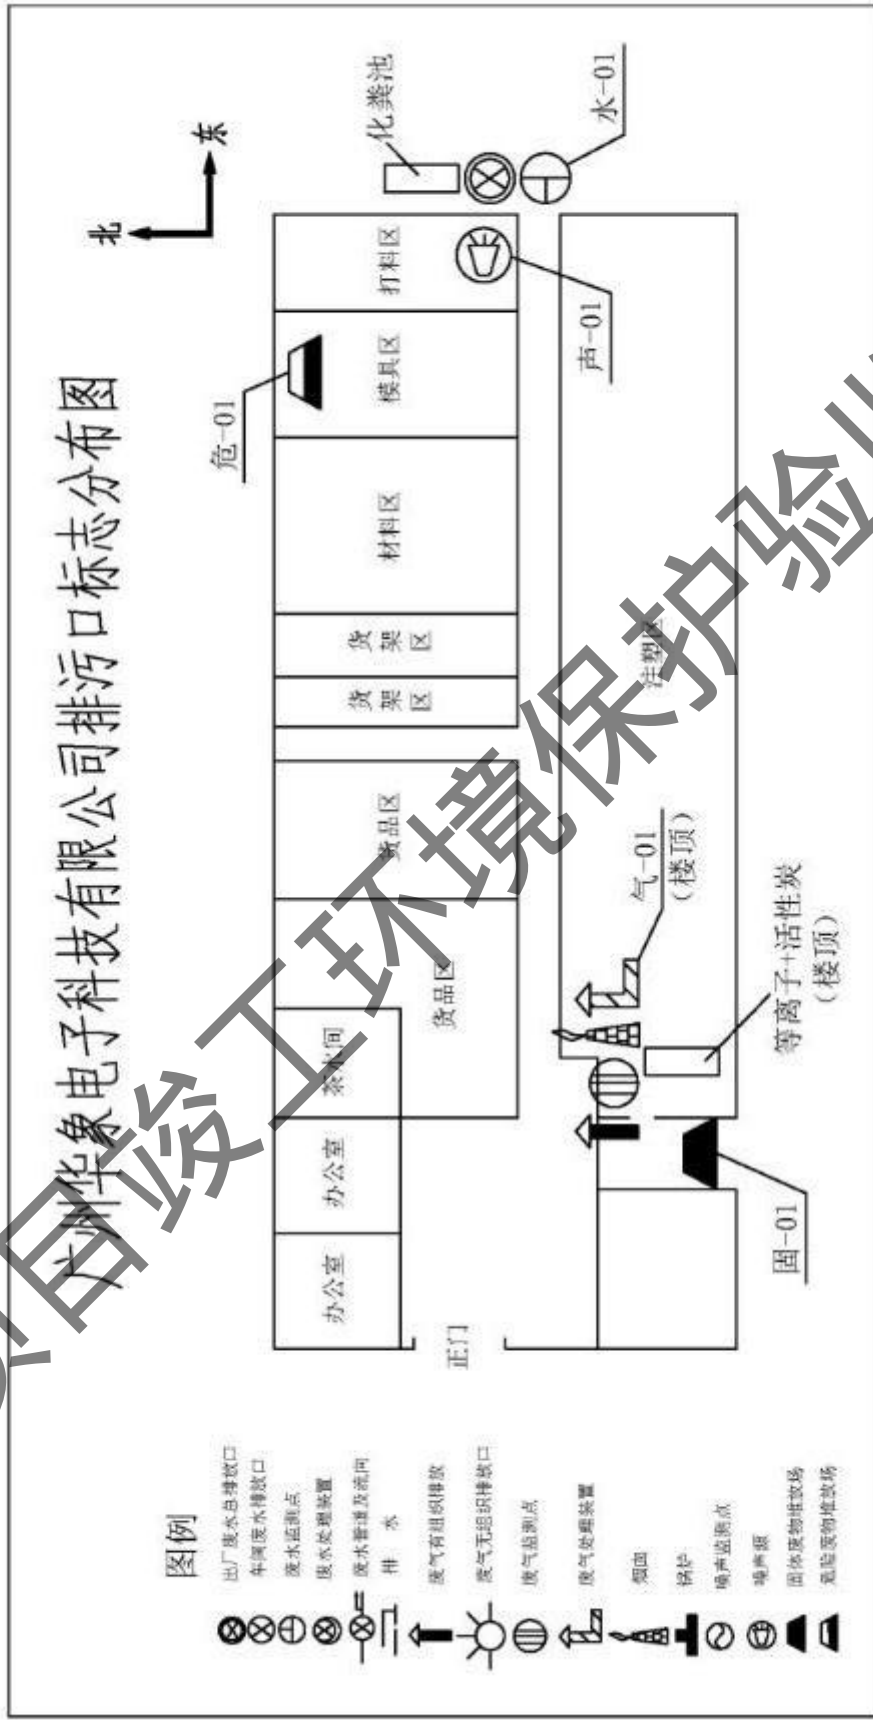 广州华象电子科技有限公司排污口标志分布图
北
东
危-01
化粪池
水-01
声-01
办公室
办公室
茶水间
货品区
货品区
货架区
货架区
材料区
模具区
打料区
注塑区
正门
气-01
(楼顶)
等离子+活性炭
(楼顶)
固-01
图例
出厂废水总排放口
车间废水排放口
废水监测点
废水处理装置
废水管道及流向
排 水
废气有组织排放
废气无组织排放口
废气监测点
废气处理装置
烟囱
锅炉
噪声监测点
噪声源
固体废物堆放场
危险废物堆放场
目竣工环境保护验